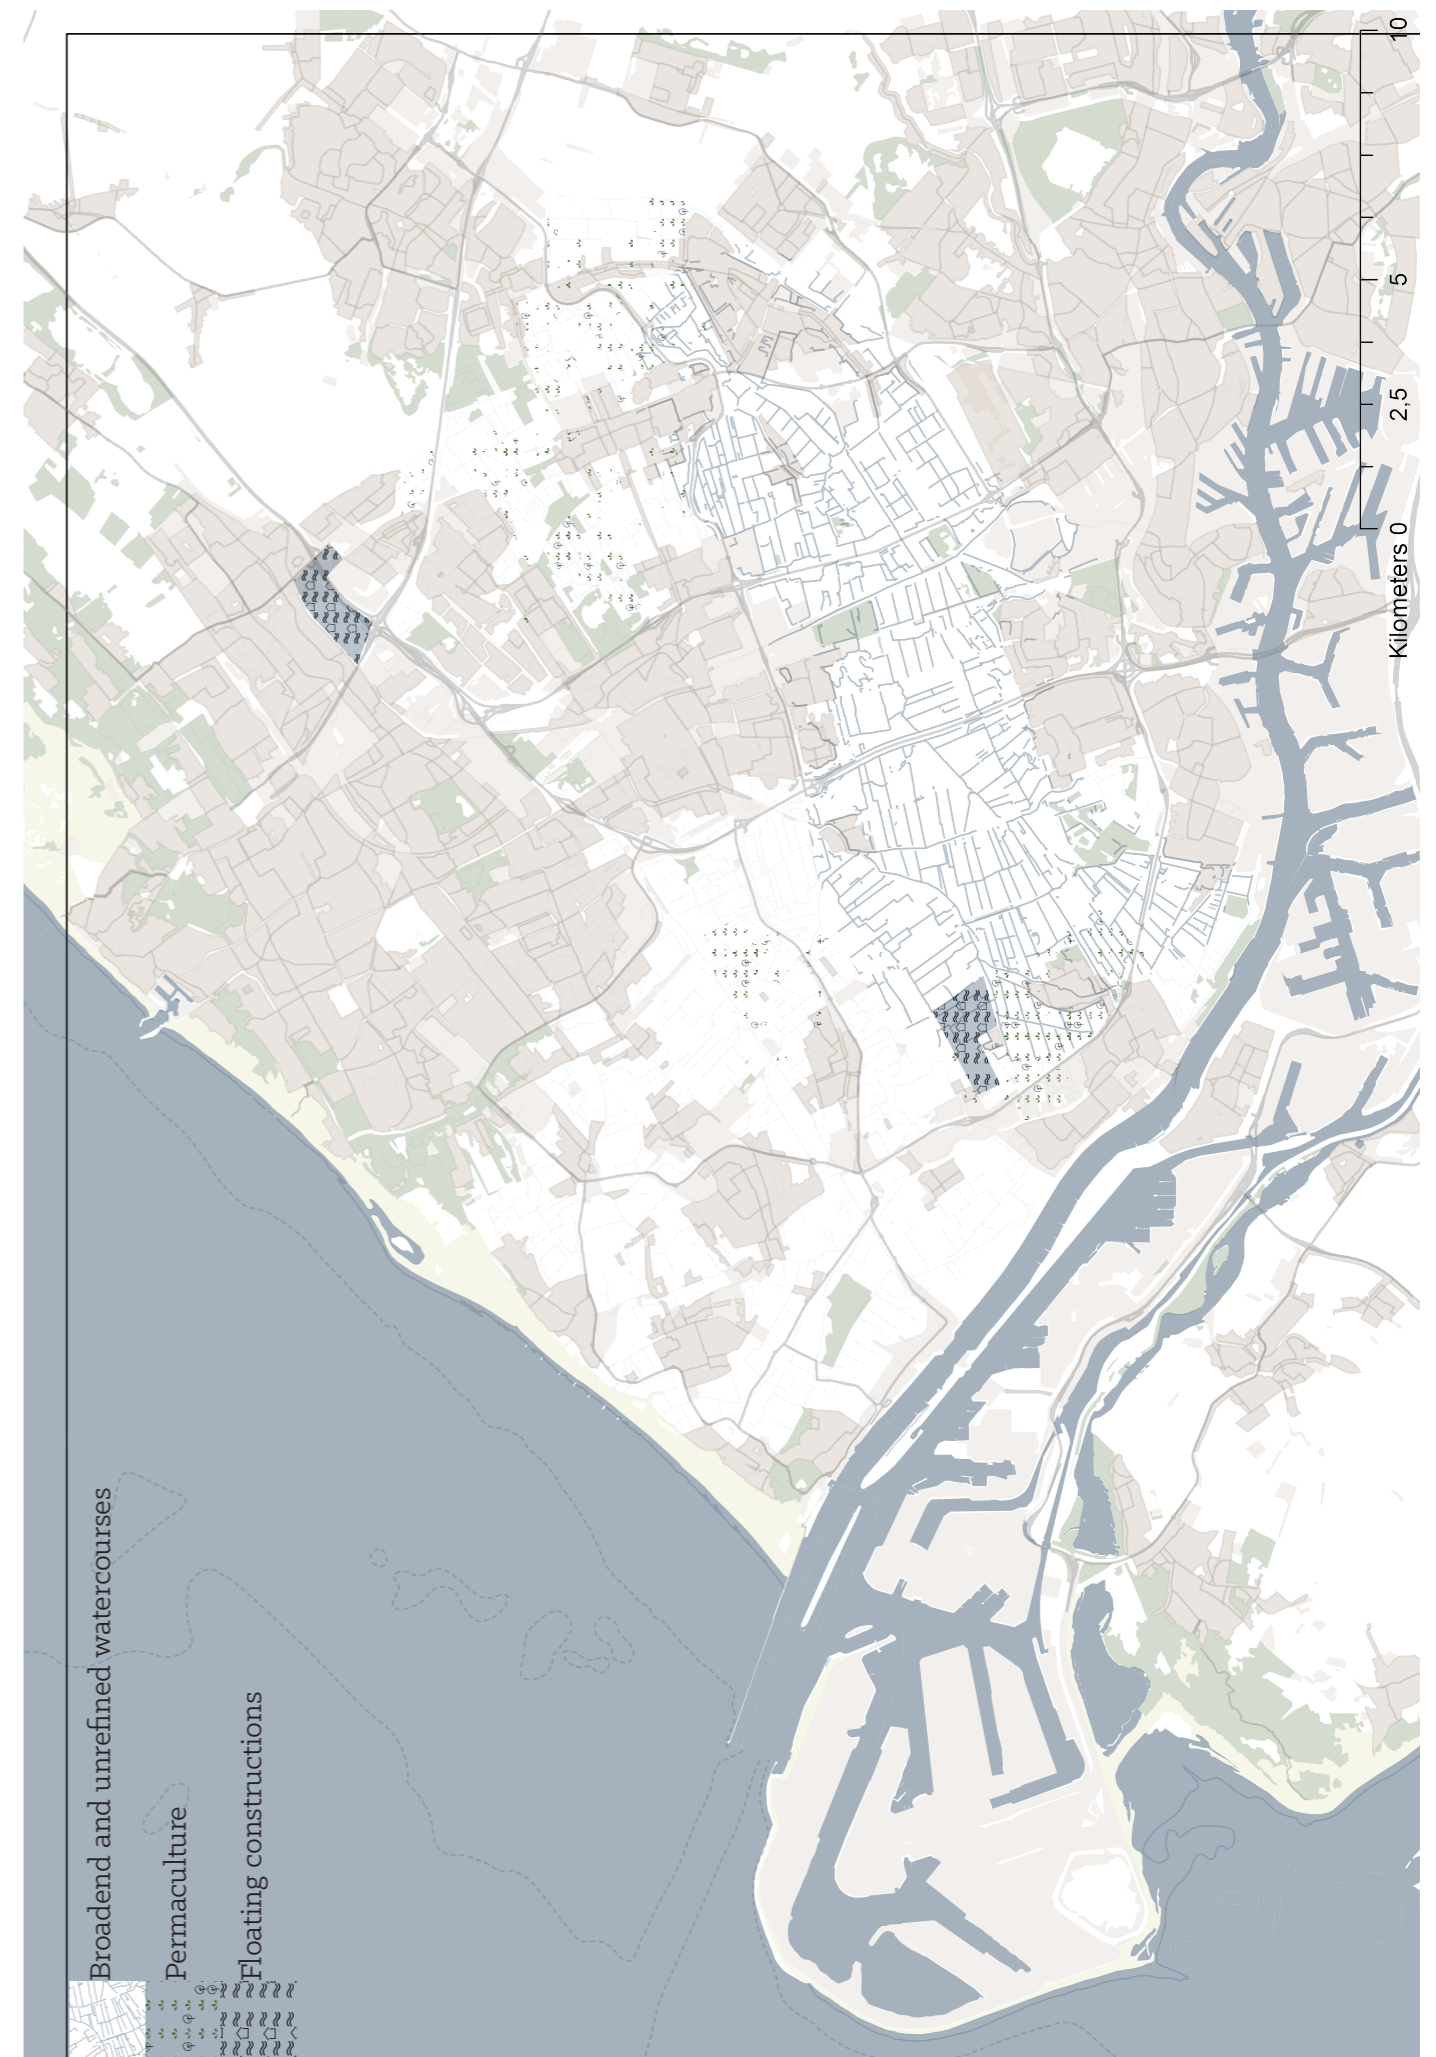 Broadend and unrefined watercourses
Permaculture
Floating constructions
Kilometers 0 2,5 5 10